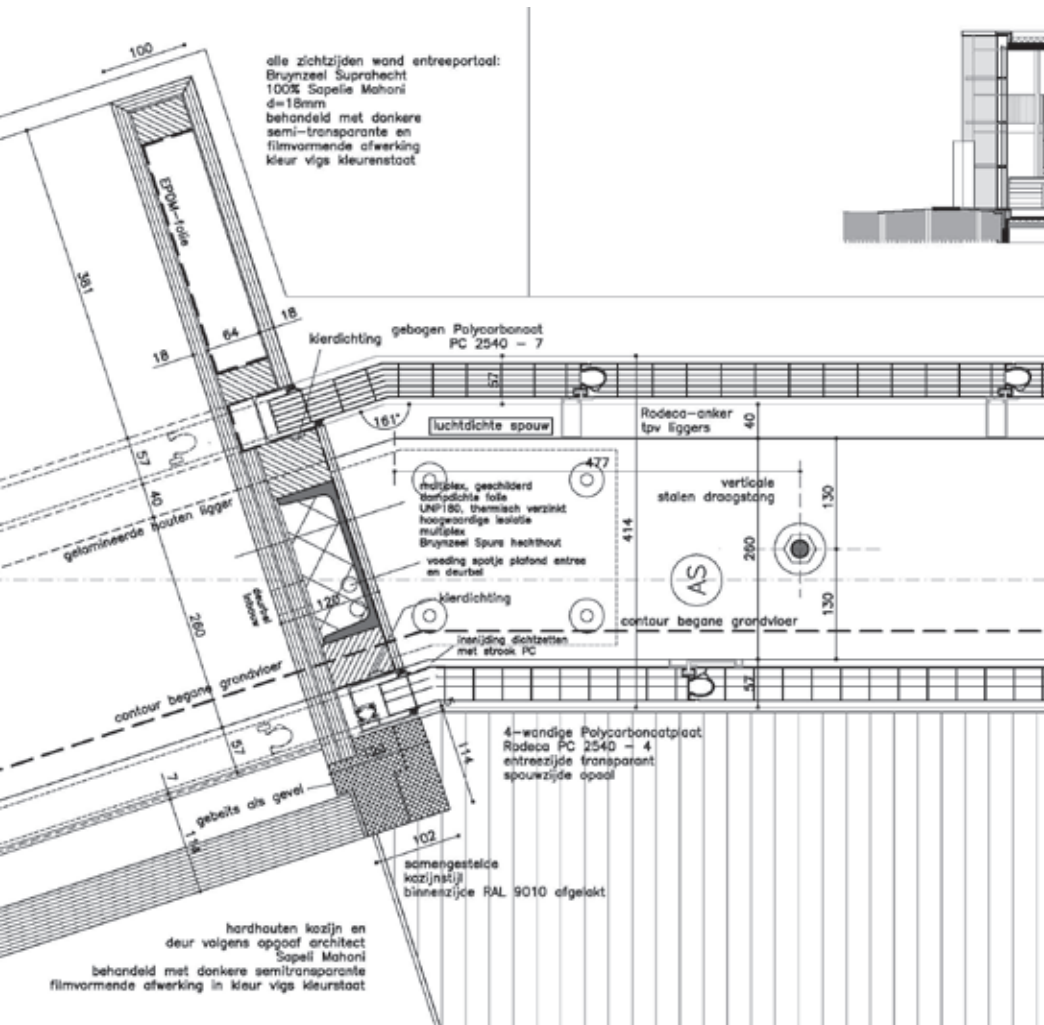 100
alle zichtzijden wand entreeportaal:
Bruynzeel Suprahecht
100% Sapelie Mahoni
d=18mm
behandeld met donkere
semi-transparante en
filmvormende afwerking
kleur vlgs kleurenstaat
EPDM-folie
381
18
64
18
kierdichting
gebogen Polycarbonaat
PC 2540 - 7
57
161°
luchtdichte spouw
Rodeca-anker
tpv liggers
40
477
multiplex, geschilderd
dampdichte folie
UNP180, thermisch verzinkt
hoogwaardige isolatie
multiplex
Bruynzeel Spura hechthout
verticale
stalen draagstang
130
414
260
130
AS
57
40
gelamineerde houten ligger
voeding spotje plafond entree
en deurbel
deurbel
inbouw
120°
kierdichting
260
contour begane grondvloer
insnijding dichtzetten
met strook PC
contour begane grondvloer
57
57
5
114
4-wandige Polycarbonaatplaat
Rodeca PC 2540 - 4
entreezijde transparant
spouwzijde opaal
7
gebeits als gevel
114
102
samengestelde
kozijnstijl
binnenzijde RAL 9010 afgelakt
hardhouten kozijn en
deur volgens opgaaf architect
Sapeli Mahoni
behandeld met donkere semitransparante
filmvormende afwerking in kleur vlgs kleurstaat